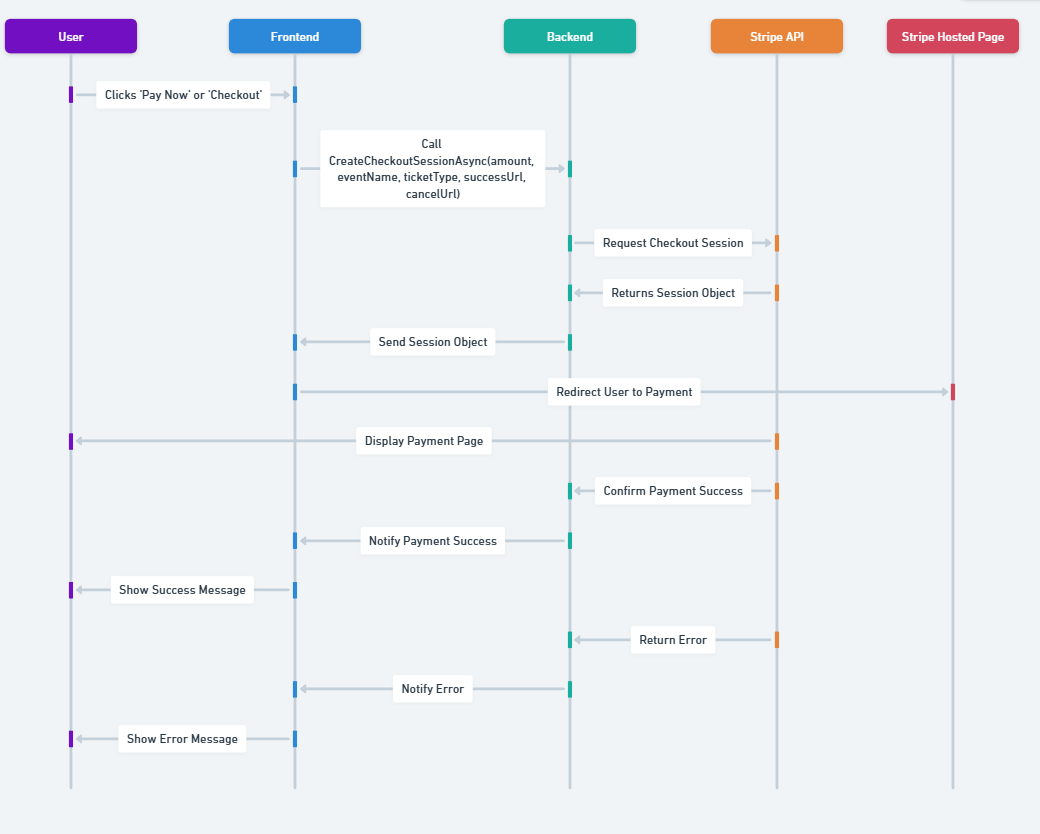 User
Frontend
Backend
Stripe API
Stripe Hosted Page
Clicks 'Pay Now' or 'Checkout'
Call
CreateCheckoutSessionAsync(amount,
eventName, ticketType, successUrl,
cancelUrl)
Request Checkout Session
Returns Session Object
Send Session Object
Redirect User to Payment
Display Payment Page
Confirm Payment Success
Notify Payment Success
Show Success Message
Return Error
Notify Error
Show Error Message